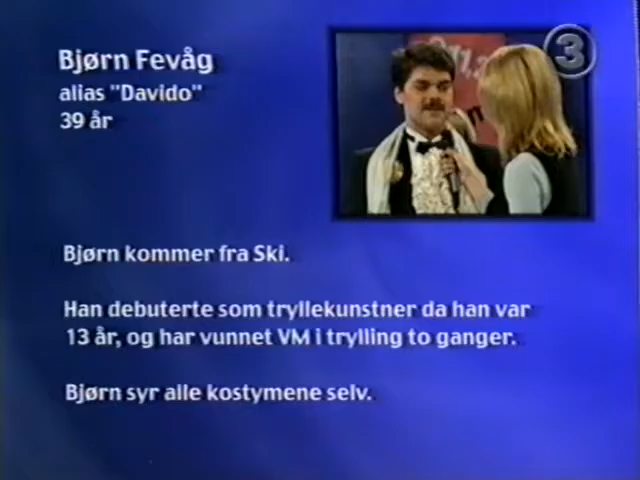 Bjørn Fevåg
alias "Davido"
39 år
3
Bjørn kommer fra Ski.
Han debuterte som tryllekunstner da han var
13 år, og har vunnet VM i trylling to ganger.
Bjørn syr alle kostymene selv.